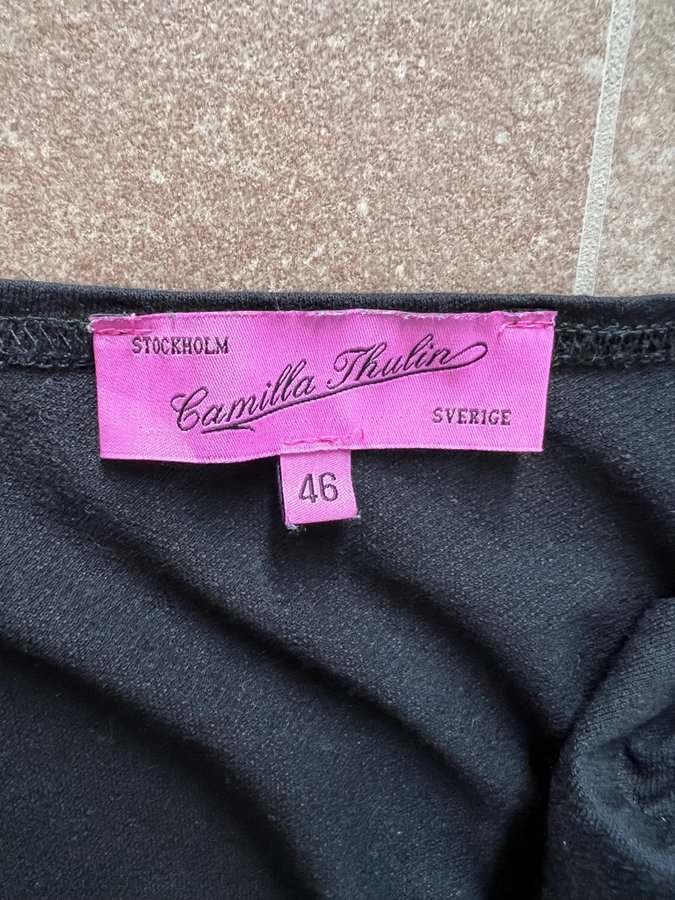 STOCKHOLM
Camilla Thulin
SVERIGE
46